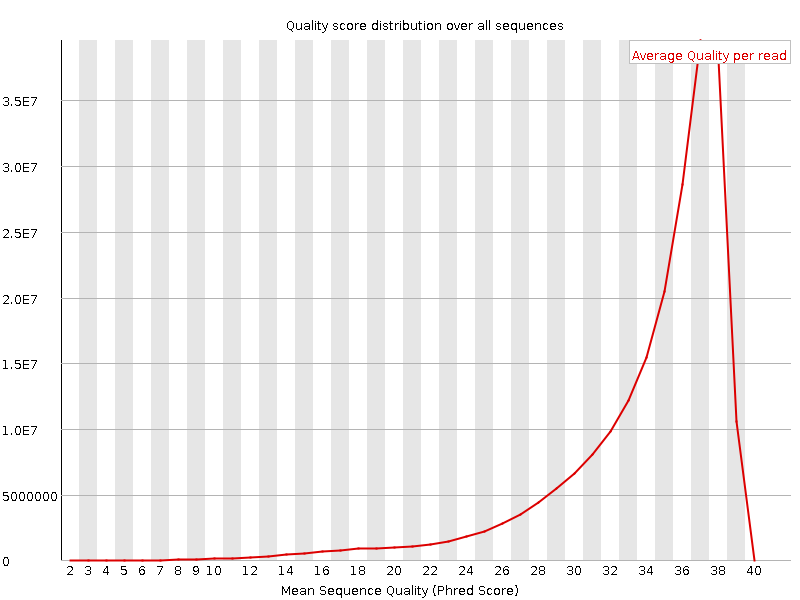 Quality score distribution over all sequences
Average Quality per read
3.5E7
3.0E7
2.5E7
2.0E7
1.5E7
1.0E7
5000000
0
2 3 4 5 6 7 8 9 10 12 14 16 18 20 22 24 26 28 30 32 34 36 38 40
Mean Sequence Quality (Phred Score)